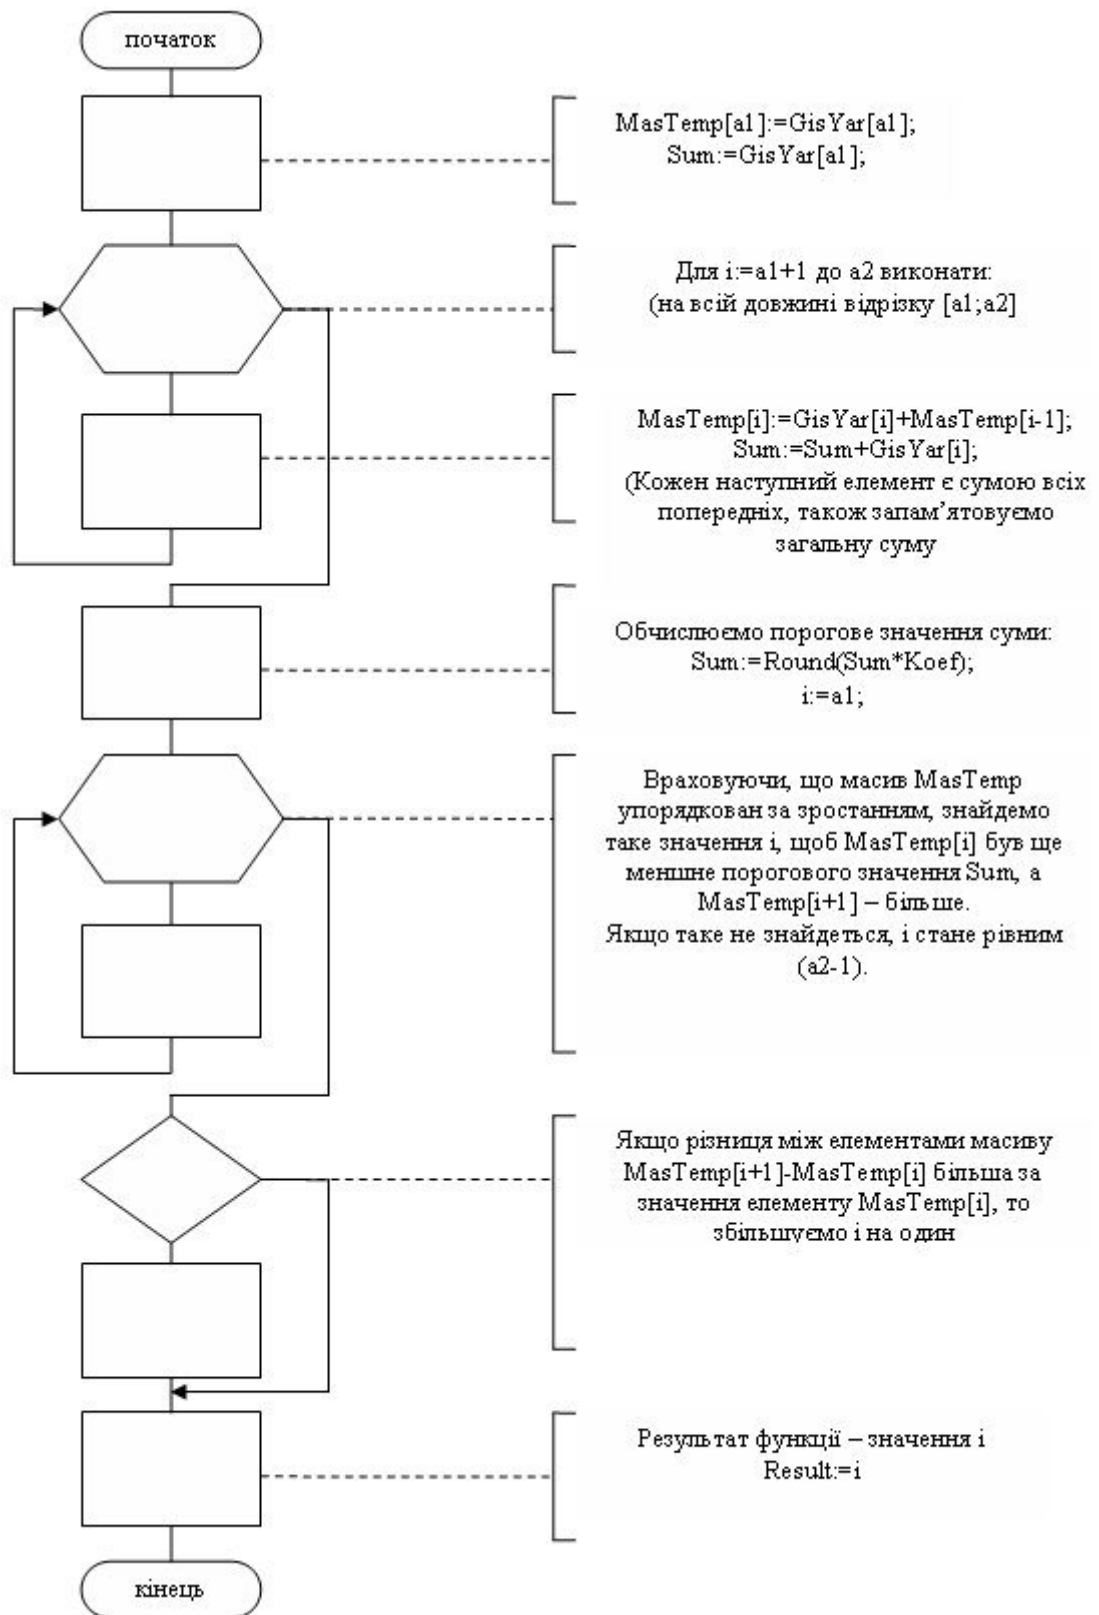 початок
MasTemp[a1]:=GisYar[a1];
Sum:=GisYar[a1];
Для i:=a1+1 до a2 виконати:
(на всій довжині відрізку [a1;a2]
MasTemp[i]:=GisYar[i]+MasTemp[i-1];
Sum:=Sum+GisYar[i];
(Кожен наступний елемент є сумою всіх
попередніх, також запам’ятовуємо
загальну суму
Обчислюємо порогове значення суми:
Sum:=Round(Sum*Koef);
i:=a1;
Враховуючи, що масив MasTemp
упорядкован за зростанням, знайдемо
таке значення і, щоб MasTemp[i] був ще
меншне порогового значення Sum, а
MasTemp[i+1] – більше.
Якщо таке не знайдеться, і стане рівним
(a2-1).
Якщо різниця між елементами масиву
MasTemp[i+1]-MasTemp[i] більша за
значення елементу MasTemp[i], то
збільшуємо і на один
Результат функції – значення і
Result:=i
кінець